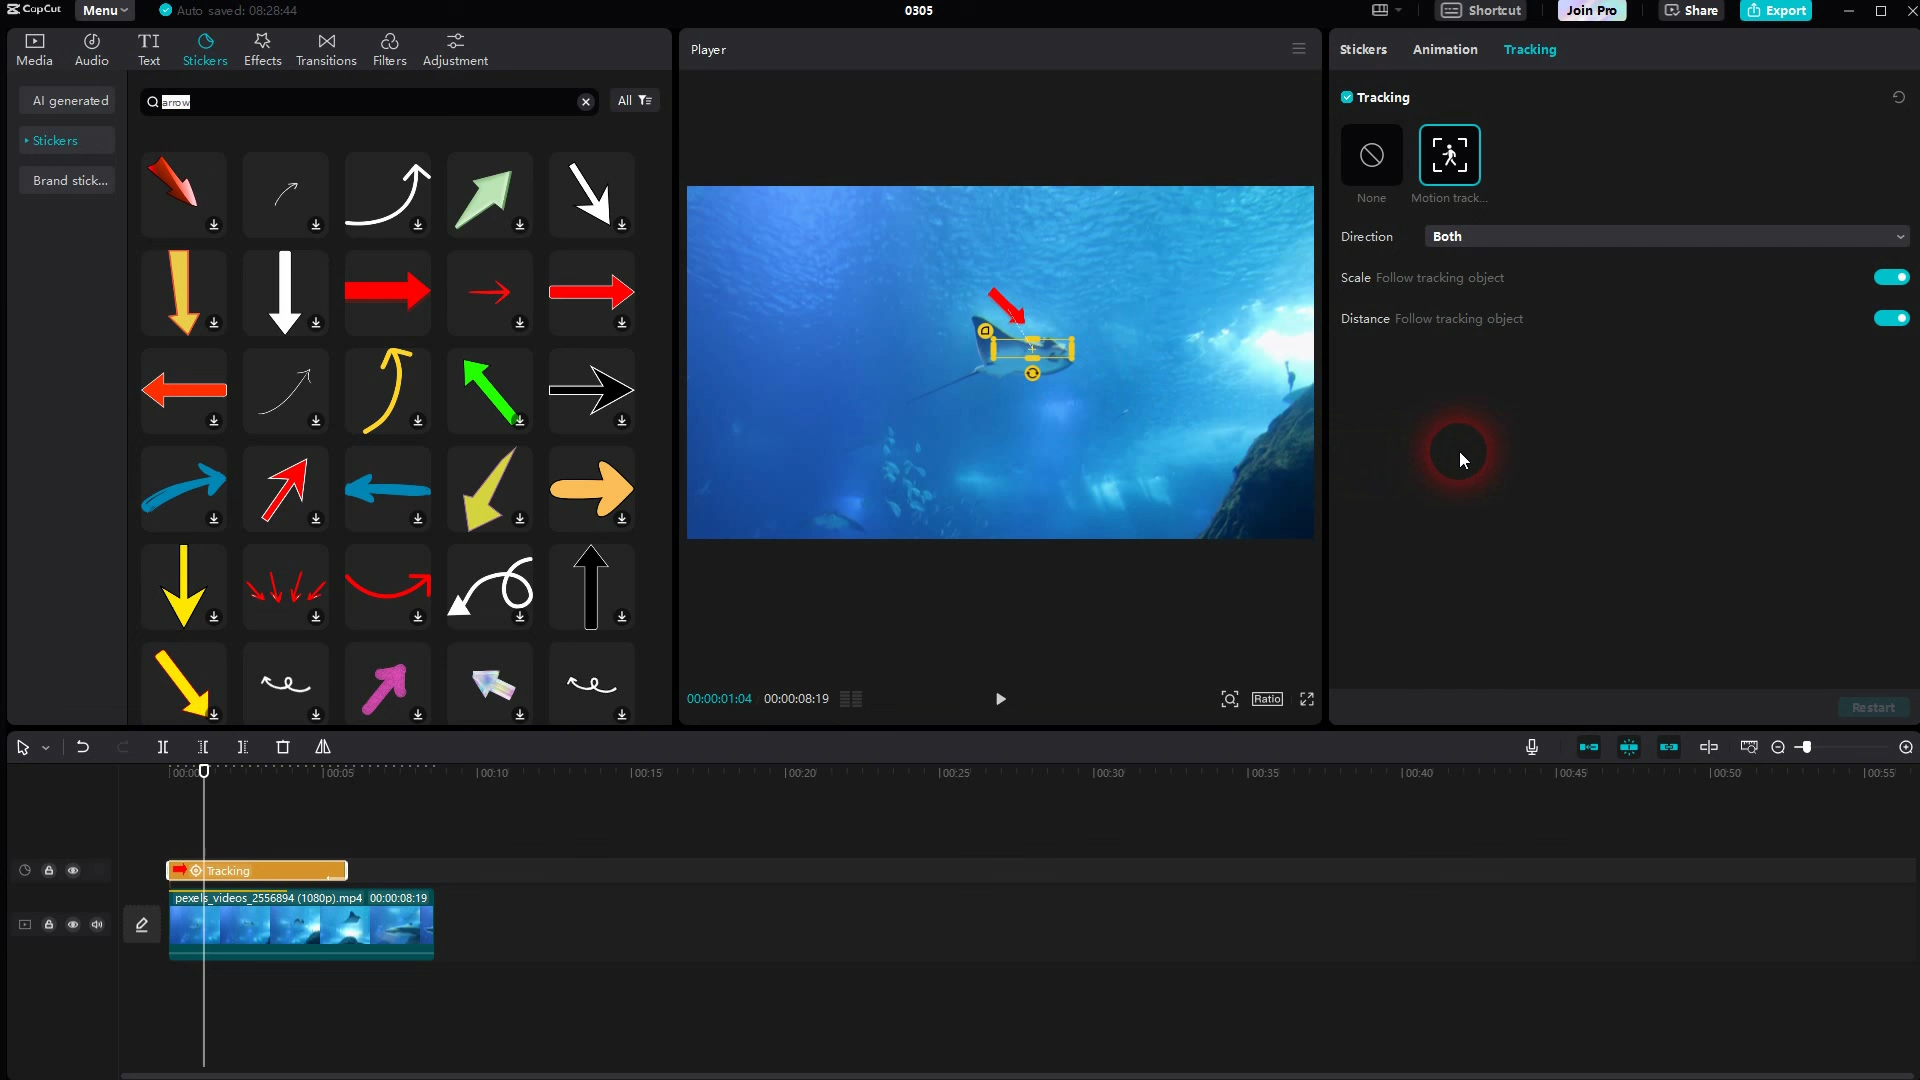 CapCut
Menu
Auto saved: 08:28:44
0305
Shortcut
Join Pro
Share
Export
Media
Audio
TI
Text
Stickers
Effects
Transitions
Filters
Adjustment
AI generated
Stickers
Brand stick...
arrow
All
Player
00:00:01:04
00:00:08:19
Ratio
Stickers
Animation
Tracking
Tracking
None
Motion track...
Direction
Both
Scale Follow tracking object
Distance Follow tracking object
Restart
00:00
00:05
00:10
00:15
00:20
00:25
00:30
00:35
00:40
00:45
00:50
00:55
Tracking
pexels_videos_2556894 (1080p).mp4 00:00:08:19